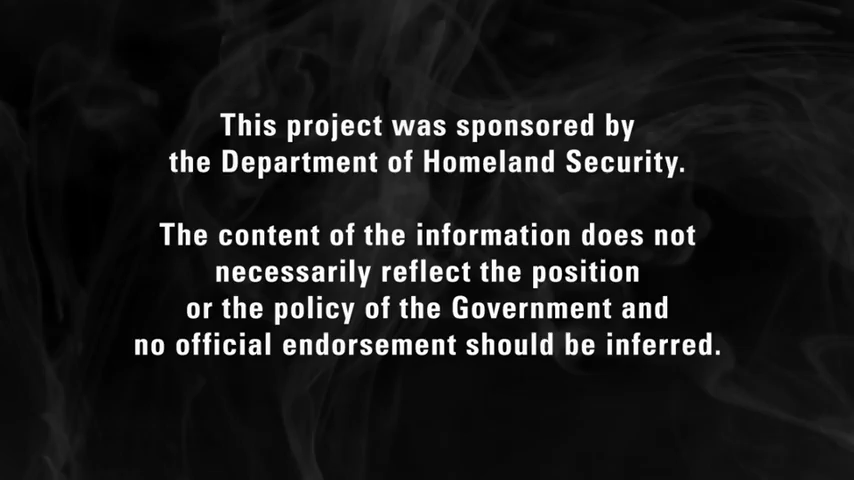 This project was sponsored by
the Department of Homeland Security.
The content of the information does not
necessarily reflect the position
or the policy of the Government and
no official endorsement should be inferred.